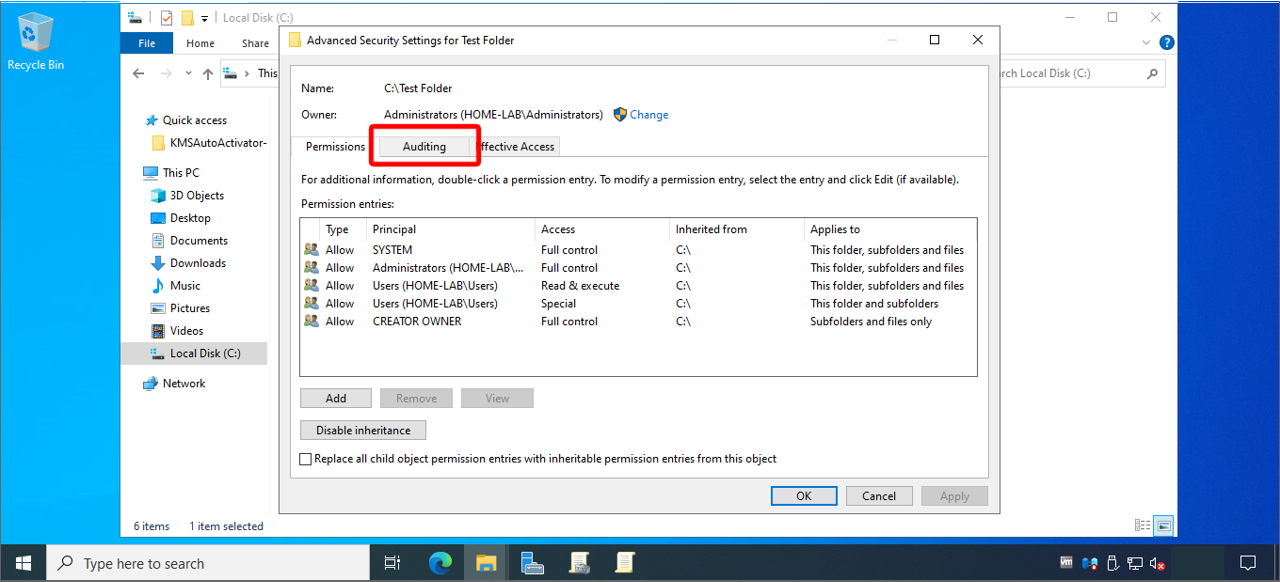 Recycle Bin
Local Disk (C:)
File Home Share
This
rch Local Disk (C:)
Quick access
KMSAutoActivator-
This PC
3D Objects
Desktop
Documents
Downloads
Music
Pictures
Videos
Local Disk (C:)
Network
6 items 1 item selected
Advanced Security Settings for Test Folder
Name: C:\Test Folder
Owner: Administrators (HOME-LAB\Administrators) Change
Permissions Auditing ffective Access
For additional information, double-click a permission entry. To modify a permission entry, select the entry and click Edit (if available).
Permission entries:
Type Principal Access Inherited from Applies to
Allow SYSTEM Full control C:\ This folder, subfolders and files
Allow Administrators (HOME-LAB\... Full control C:\ This folder, subfolders and files
Allow Users (HOME-LAB\Users) Read & execute C:\ This folder, subfolders and files
Allow Users (HOME-LAB\Users) Special C:\ This folder and subfolders
Allow CREATOR OWNER Full control C:\ Subfolders and files only
Add Remove View
Disable inheritance
Replace all child object permission entries with inheritable permission entries from this object
OK Cancel Apply
Type here to search
vm